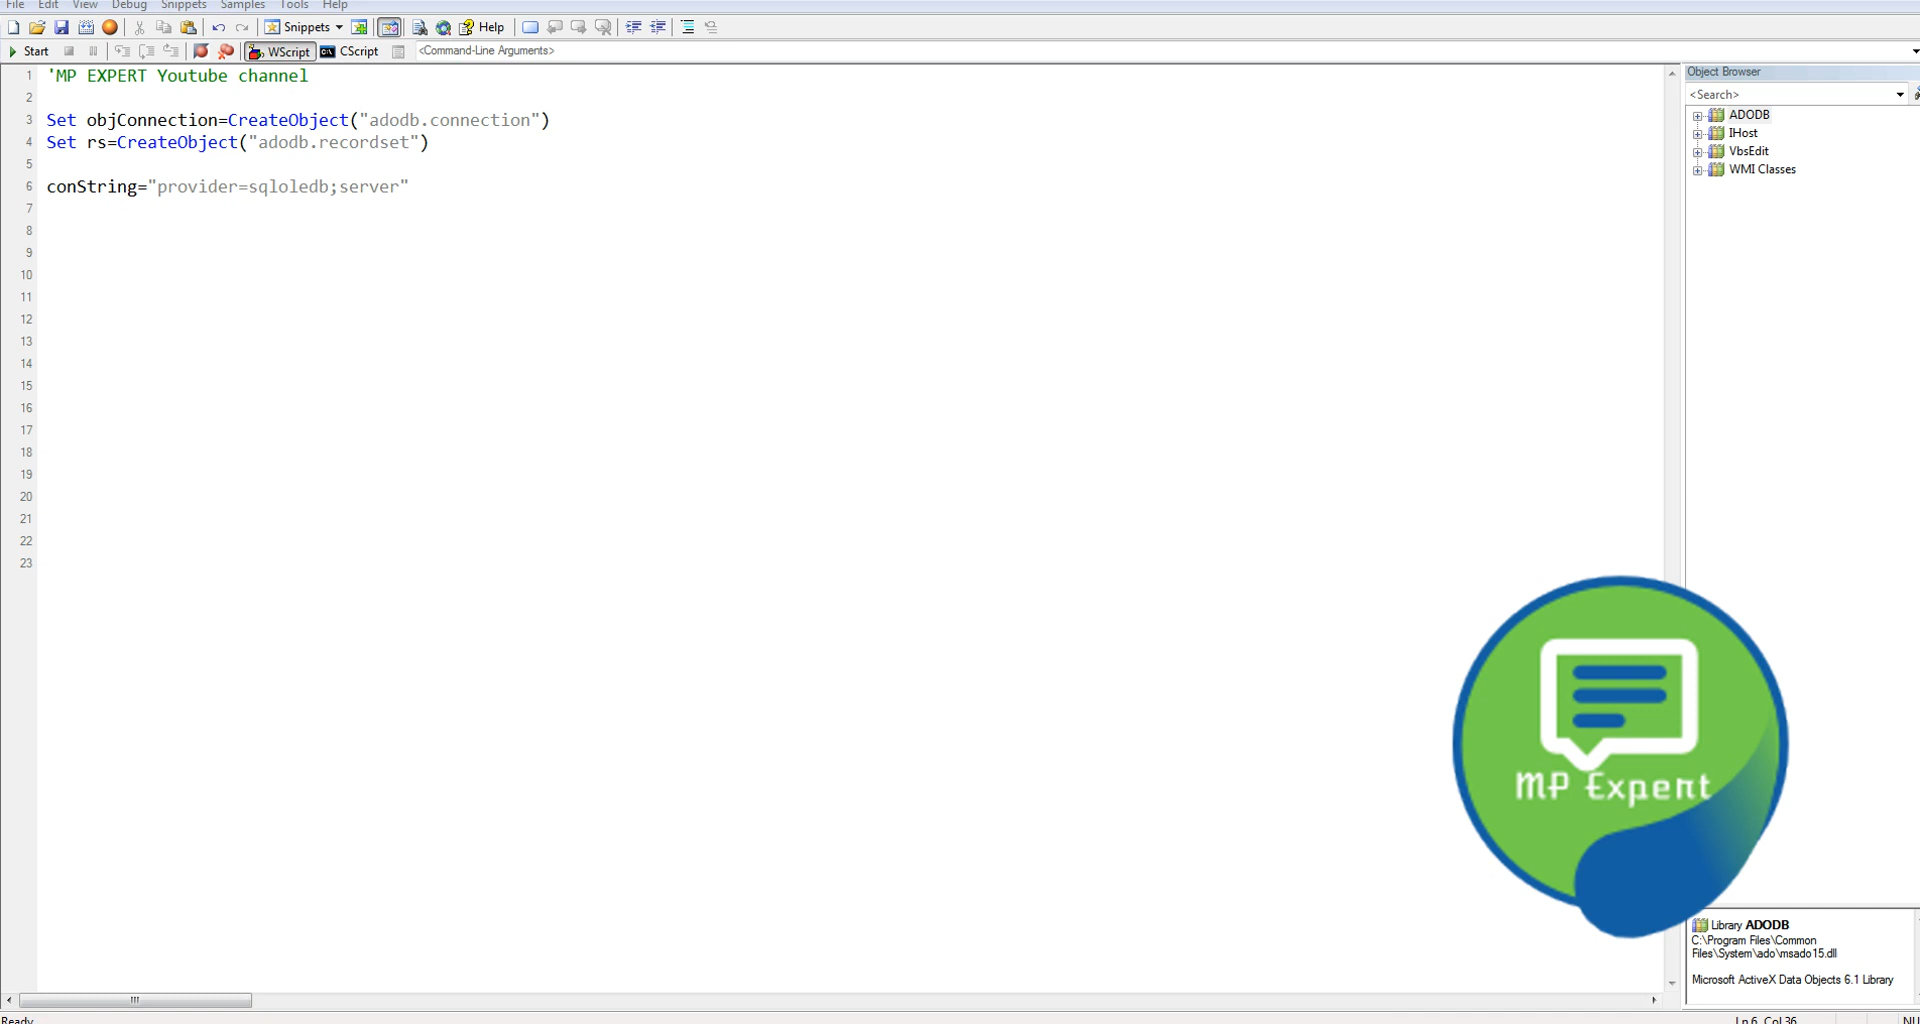 File Edit View Debug Snippets Samples Tools Help
Snippets Help
Start WScript CScript <Command-Line Arguments>
1 'MP EXPERT Youtube channel
2
3 Set objConnection=CreateObject("adodb.connection")
4 Set rs=CreateObject("adodb.recordset")
5
6 conString="provider=sqloledb;server"
7
8
9
10
11
12
13
14
15
16
17
18
19
20
21
22
23
Object Browser
<Search>
ADODB
IHost
VbsEdit
WMI Classes
MP Expert
Library ADODB
C:\Program Files\Common
Files\System\ado\msado15.dll
Microsoft ActiveX Data Objects 6.1 Library
Ready Ln 6, Col 36 NU